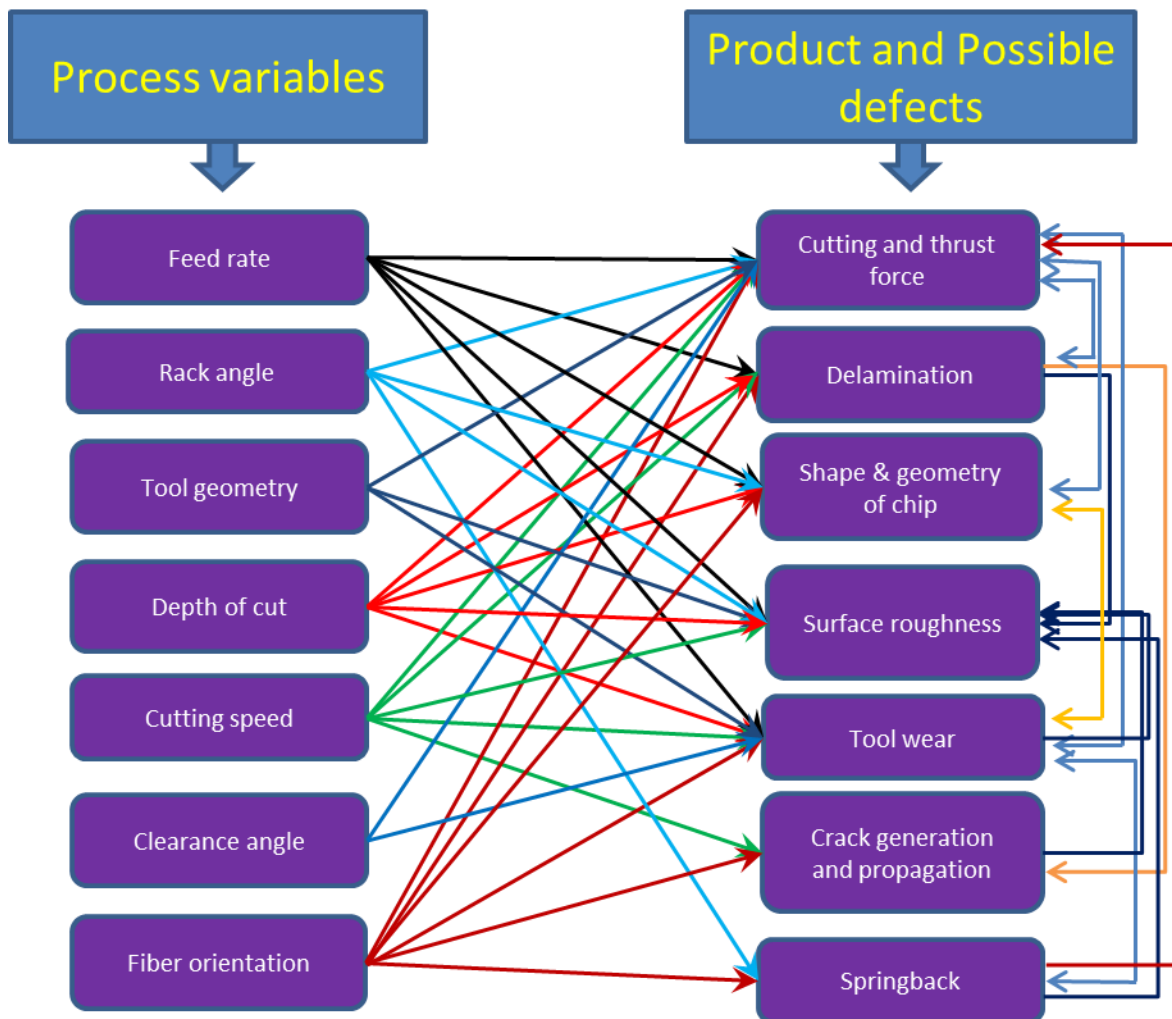 Process variables
Product and Possible
defects
Feed rate
Rack angle
Tool geometry
Depth of cut
Cutting speed
Clearance angle
Fiber orientation
Cutting and thrust
force
Delamination
Shape & geometry
of chip
Surface roughness
Tool wear
Crack generation
and propagation
Springback